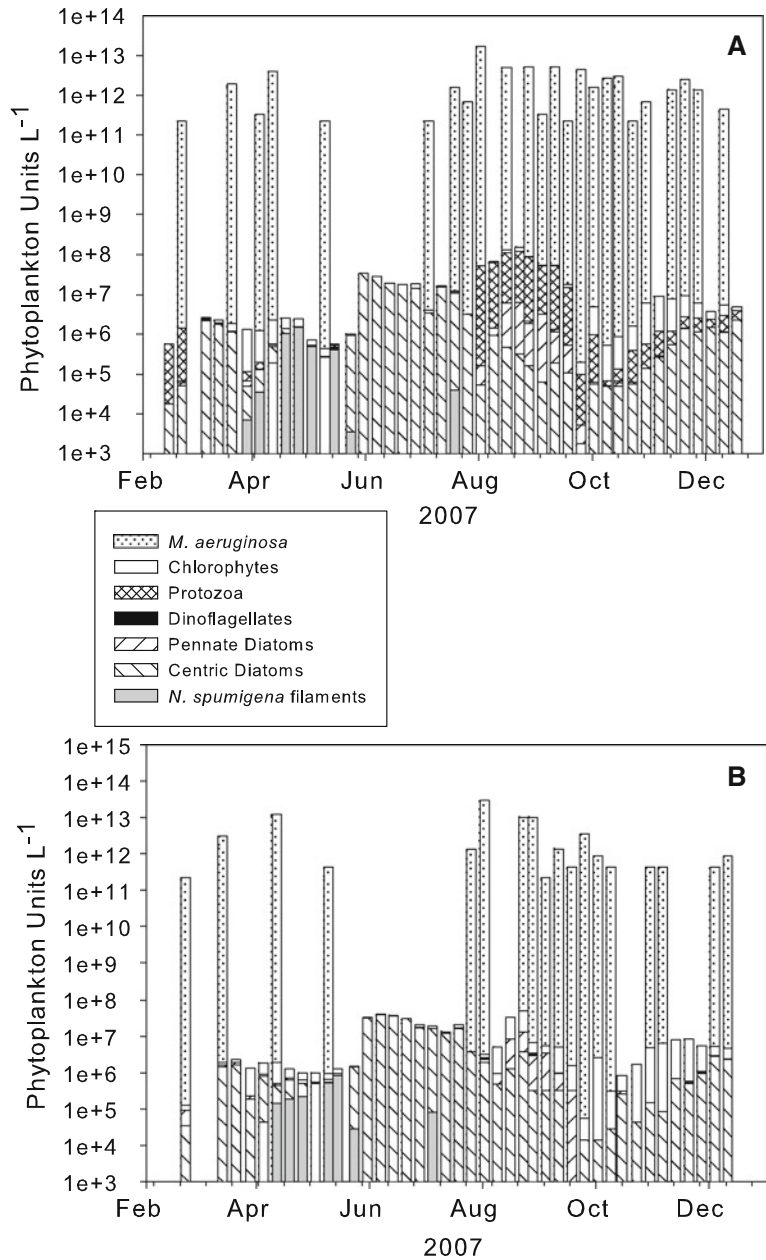 A
Phytoplankton Units L⁻¹
1e+14
1e+13
1e+12
1e+11
1e+10
1e+9
1e+8
1e+7
1e+6
1e+5
1e+4
1e+3
Feb Apr Jun Aug Oct Dec
2007
M. aeruginosa
Chlorophytes
Protozoa
Dinoflagellates
Pennate Diatoms
Centric Diatoms
N. spumigena filaments
B
Phytoplankton Units L⁻¹
1e+15
1e+14
1e+13
1e+12
1e+11
1e+10
1e+9
1e+8
1e+7
1e+6
1e+5
1e+4
1e+3
Feb Apr Jun Aug Oct Dec
2007